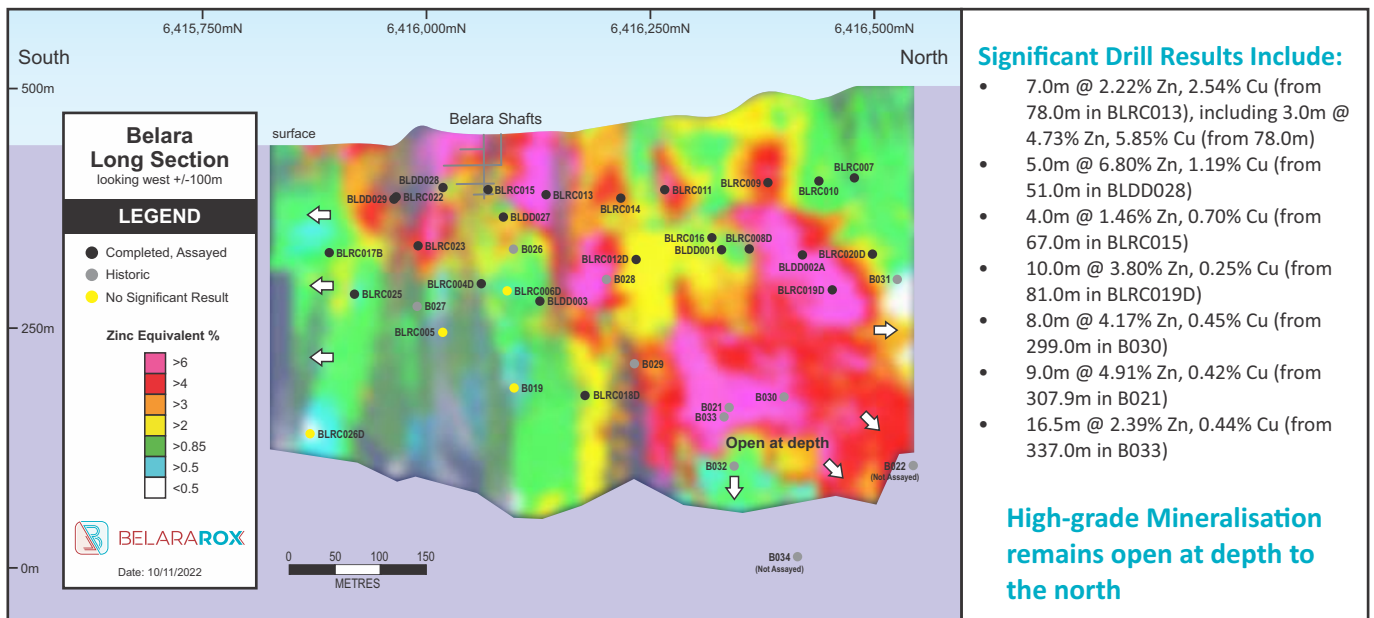 6,415,750mN 6,416,000mN 6,416,250mN 6,416,500mN
South North
500m
surface
Belara Shafts
Belara
Long Section
looking west +/-100m
LEGEND
Completed, Assayed
Historic
No Significant Result
Zinc Equivalent %
>6
>4
>3
>2
>0.85
>0.5
<0.5
BELARAROX
Date: 10/11/2022
250m
0m
BLDD028
BLDD029
BLRC022
BLRC015
BLRC013
BLRC014
BLRC011
BLRC009
BLRC010
BLRC007
BLDD027
BLRC023
B026
BLRC017B
BLRC016
BLRC008D
BLDD001
BLDD002A
BLRC020D
BLRC012D
B028
B031
BLRC004D
BLRC006D
BLDD003
BLRC025
B027
BLRC019D
BLRC005
B029
B019
BLRC018D
B021
B033
B030
BLRC026D
Open at depth
B032
B022
(Not Assayed)
B034
(Not Assayed)
0 50 100 150
METRES
Significant Drill Results Include:
• 7.0m @ 2.22% Zn, 2.54% Cu (from
78.0m in BLRC013), including 3.0m @
4.73% Zn, 5.85% Cu (from 78.0m)
• 5.0m @ 6.80% Zn, 1.19% Cu (from
51.0m in BLDD028)
• 4.0m @ 1.46% Zn, 0.70% Cu (from
67.0m in BLRC015)
• 10.0m @ 3.80% Zn, 0.25% Cu (from
81.0m in BLRC019D)
• 8.0m @ 4.17% Zn, 0.45% Cu (from
299.0m in B030)
• 9.0m @ 4.91% Zn, 0.42% Cu (from
307.9m in B021)
• 16.5m @ 2.39% Zn, 0.44% Cu (from
337.0m in B033)
High-grade Mineralisation
remains open at depth to
the north